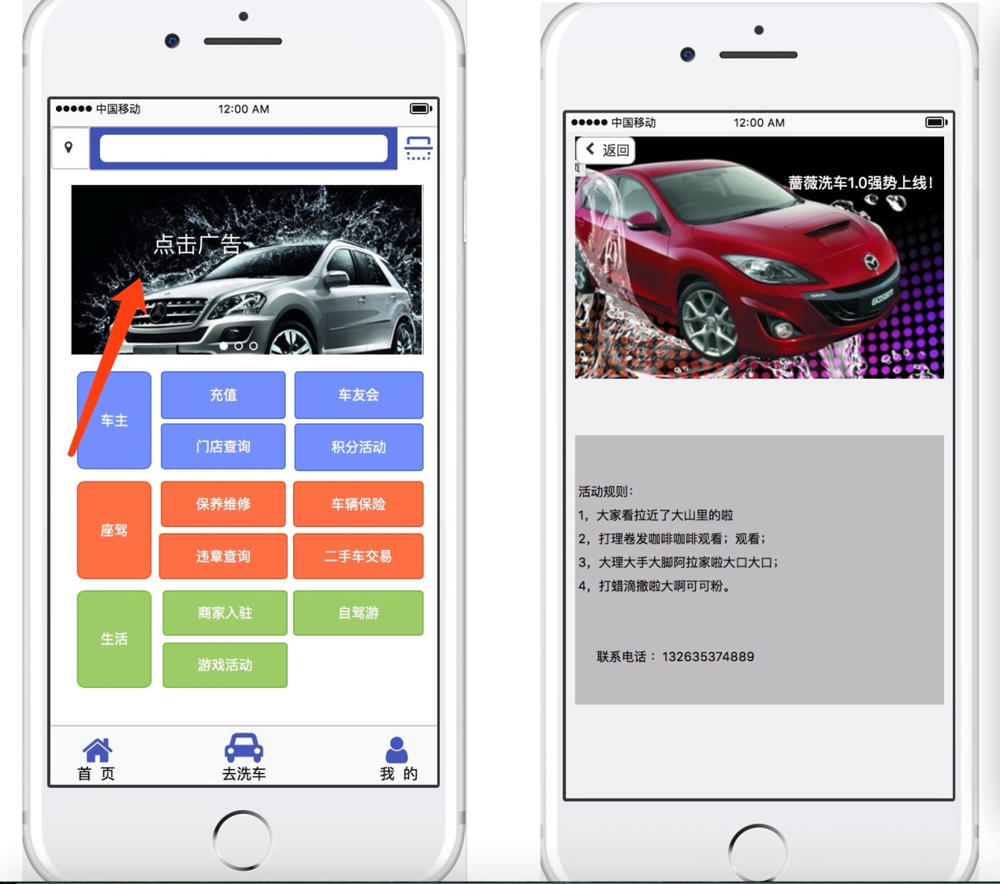 中国移动
12:00 AM
点击广告
车主
充值
车友会
门店查询
积分活动
座驾
保养维修
车辆保险
违章查询
二手车交易
生活
商家入驻
自驾游
游戏活动
首 页
去洗车
我 的
中国移动
12:00 AM
返回
页
蔷薇洗车1.0强势上线!
活动规则:
1，大家看拉近了大山里的啦
2，打理卷发咖啡咖啡观看；观看；
3，大理大手大脚阿拉家啦大口大口；
4，打蜡滴撒啦大啊可可粉。
联系电话：132635374889